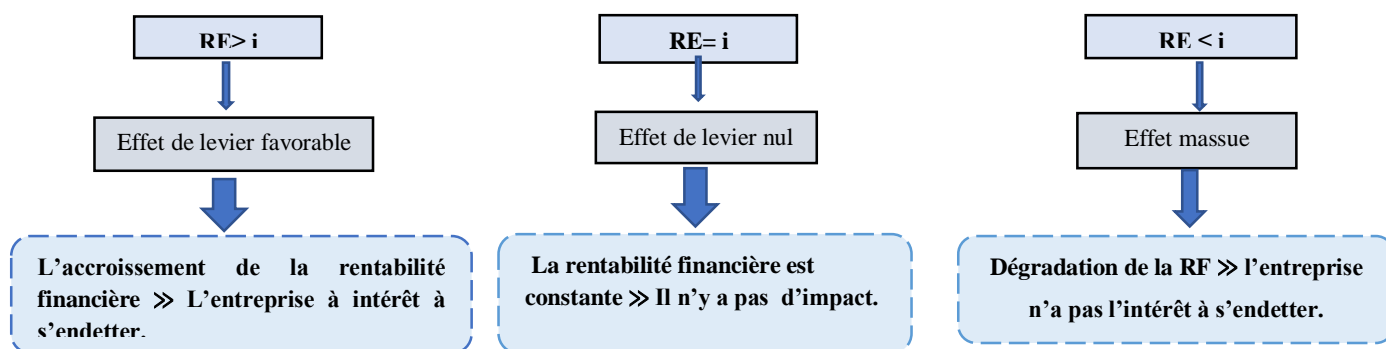 RE> i
Effet de levier favorable
L'accroissement de la rentabilité
financière ≫ L'entreprise à intérêt à
s'endetter.
RE= i
Effet de levier nul
La rentabilité financière est
constante ≫ Il n'y a pas d'impact.
RE < i
Effet massue
Dégradation de la RF ≫ l'entreprise
n'a pas l'intérêt à s'endetter.